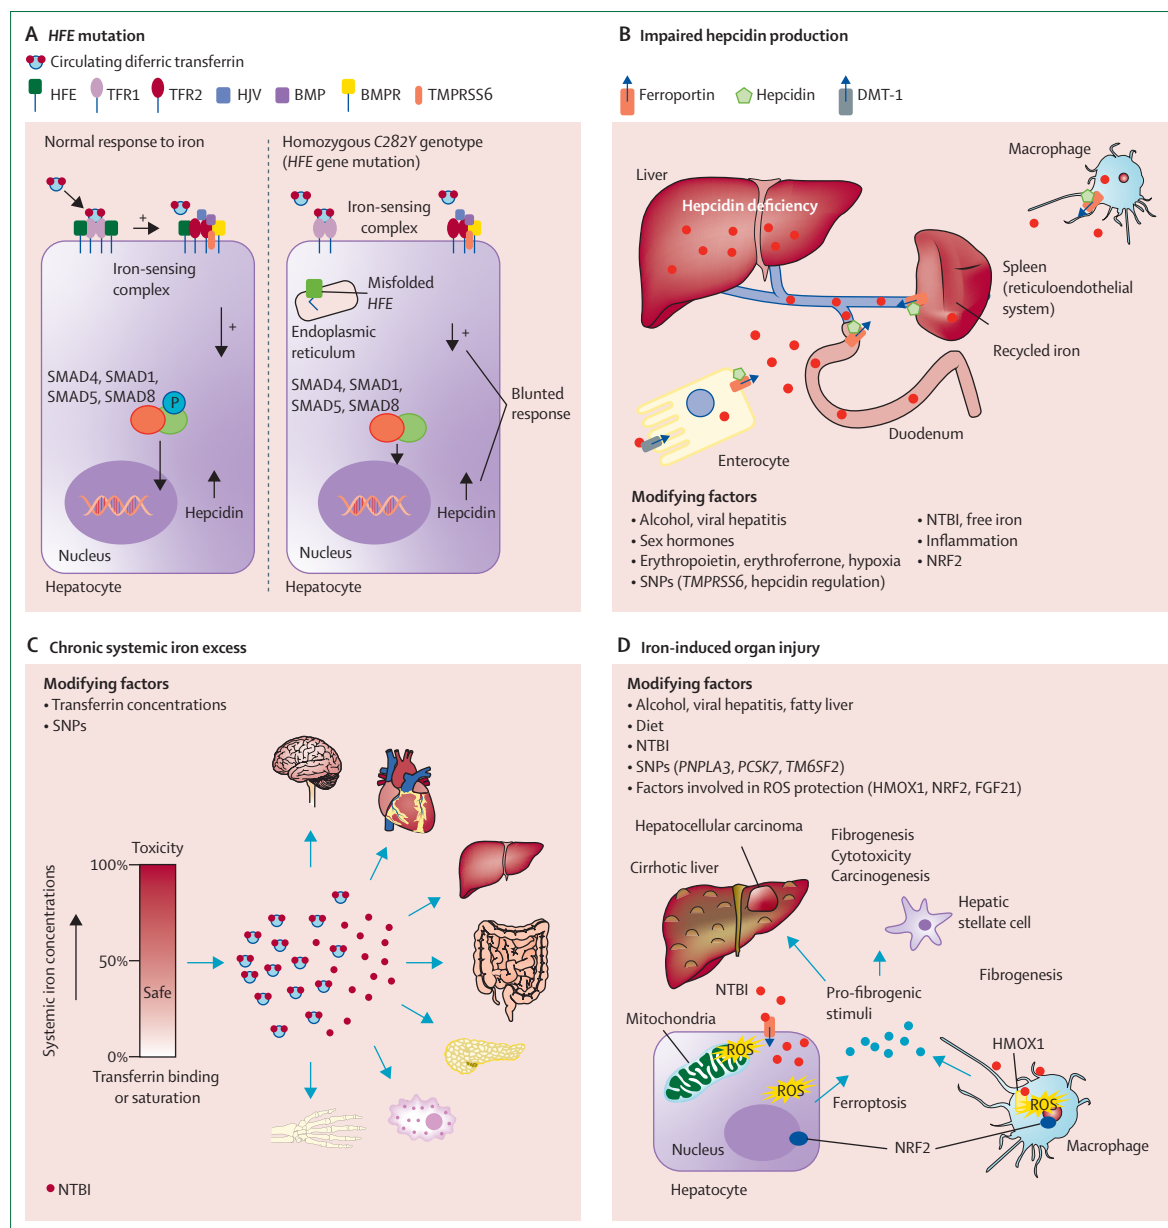 A HFE mutation
Circulating diferric transferrin
HFE TFR1 TFR2 HJV BMP BMPR TMPRSS6
Normal response to iron
Homozygous C282Y genotype
(HFE gene mutation)
+
Iron-sensing
complex
Iron-sensing
complex
Misfolded
HFE
Endoplasmic
reticulum
+
+
SMAD4, SMAD1,
SMAD5, SMAD8
P
SMAD4, SMAD1,
SMAD5, SMAD8
Blunted
response
Hepcidin
Hepcidin
Nucleus
Nucleus
Hepatocyte
Hepatocyte
B Impaired hepcidin production
Ferroportin Hepcidin DMT-1
Macrophage
Liver
Hepcidin deficiency
Spleen
(reticuloendothelial
system)
Recycled iron
Duodenum
Enterocyte
Modifying factors
• Alcohol, viral hepatitis
• Sex hormones
• Erythropoietin, erythroferrone, hypoxia
• SNPs (TMPRSS6, hepcidin regulation)
• NTBI, free iron
• Inflammation
• NRF2
C Chronic systemic iron excess
Modifying factors
• Transferrin concentrations
• SNPs
Systemic iron concentrations
Toxicity
100%
50%
Safe
0%
Transferrin binding
or saturation
NTBI
D Iron-induced organ injury
Modifying factors
• Alcohol, viral hepatitis, fatty liver
• Diet
• NTBI
• SNPs (PNPLA3, PCSK7, TM6SF2)
• Factors involved in ROS protection (HMOX1, NRF2, FGF21)
Hepatocellular carcinoma
Cirrhotic liver
Fibrogenesis
Cytotoxicity
Carcinogenesis
Hepatic
stellate cell
Fibrogenesis
NTBI
Pro-fibrogenic
stimuli
Mitochondria
ROS
HMOX1
ROS
ROS
Ferroptosis
Nucleus
NRF2
Macrophage
Hepatocyte